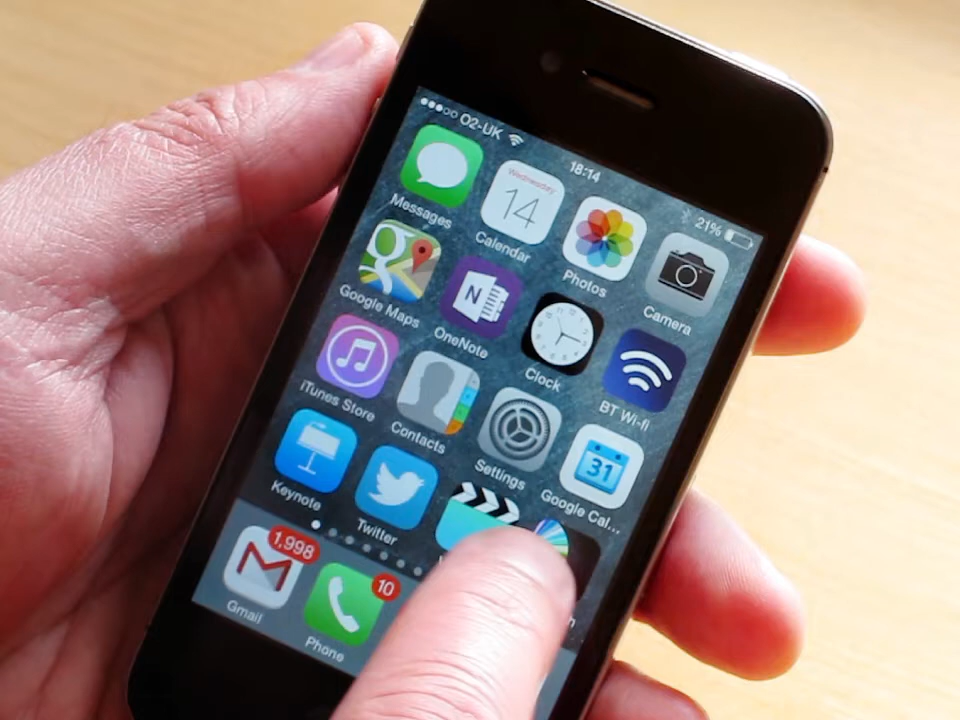 O2-UK 18:14 21%
Messages
Wednesday
14
Calendar
Photos
Camera
Google Maps
N
OneNote
Clock
BT Wi-fi
iTunes Store
Contacts
Settings
31
Google Cal...
Keynote
Twitter
1,998
Gmail
10
Phone